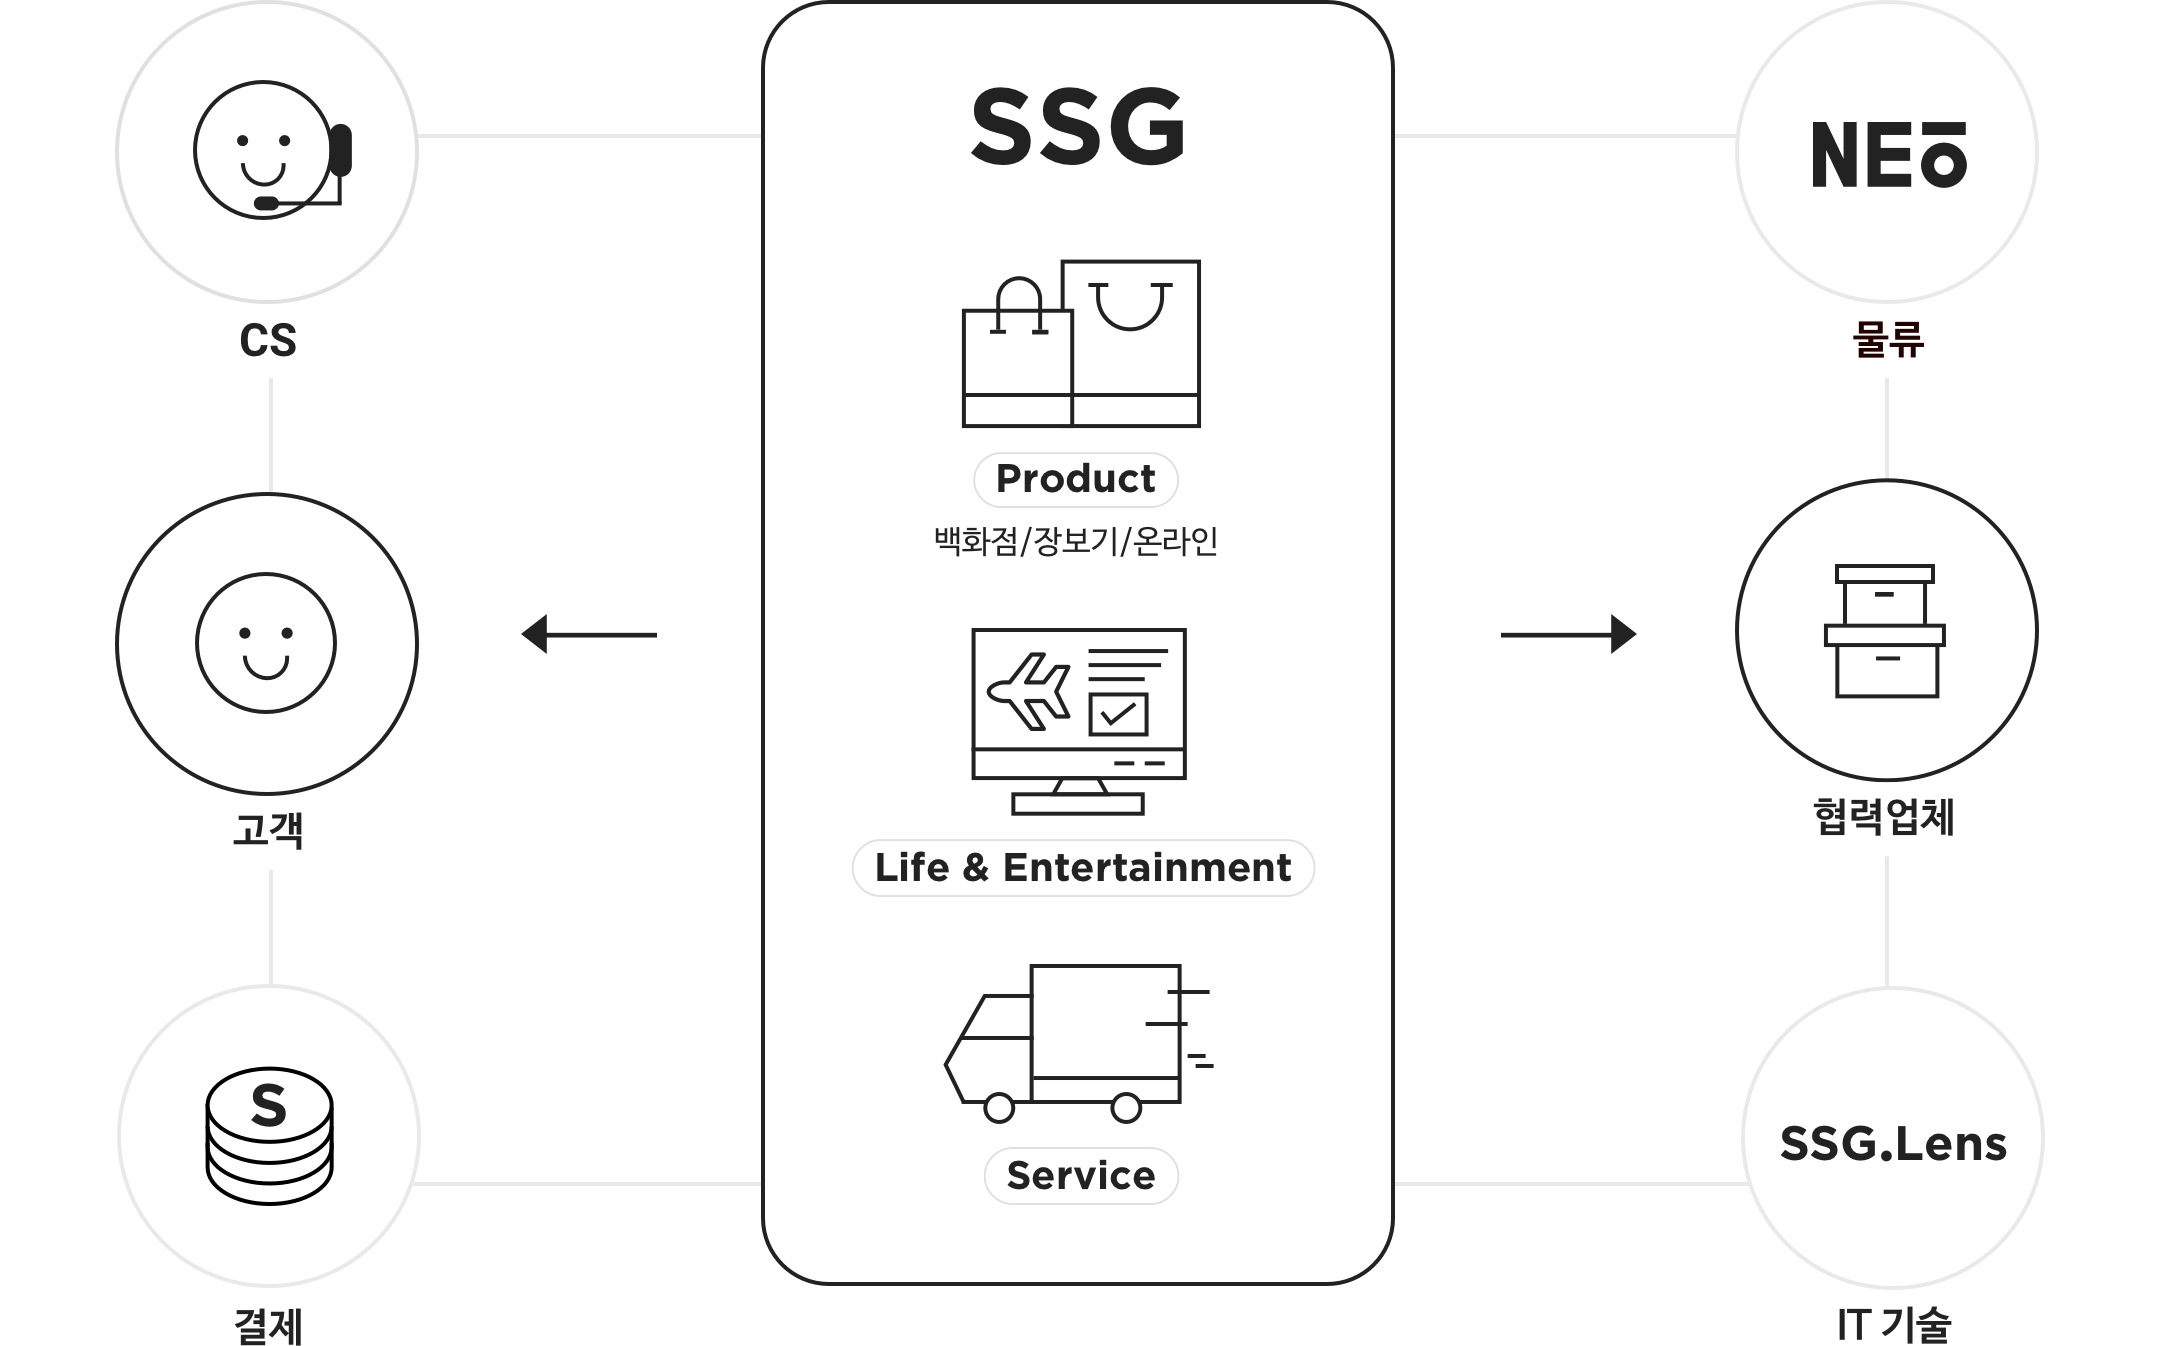 CS
고객
S
결제
SSG
Product
백화점/장보기/온라인
Life & Entertainment
Service
NEO
물류
협력업체
SSG.Lens
IT 기술